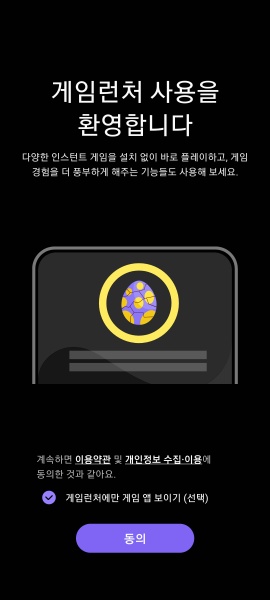 게임런처 사용을
환영합니다
다양한 인스턴트 게임을 설치 없이 바로 플레이하고, 게임
경험을 더 풍부하게 해주는 기능들도 사용해 보세요.
계속하면 이용약관 및 개인정보 수집·이용에
동의한 것과 같아요.
게임런처에만 게임 앱 보이기 (선택)
동의